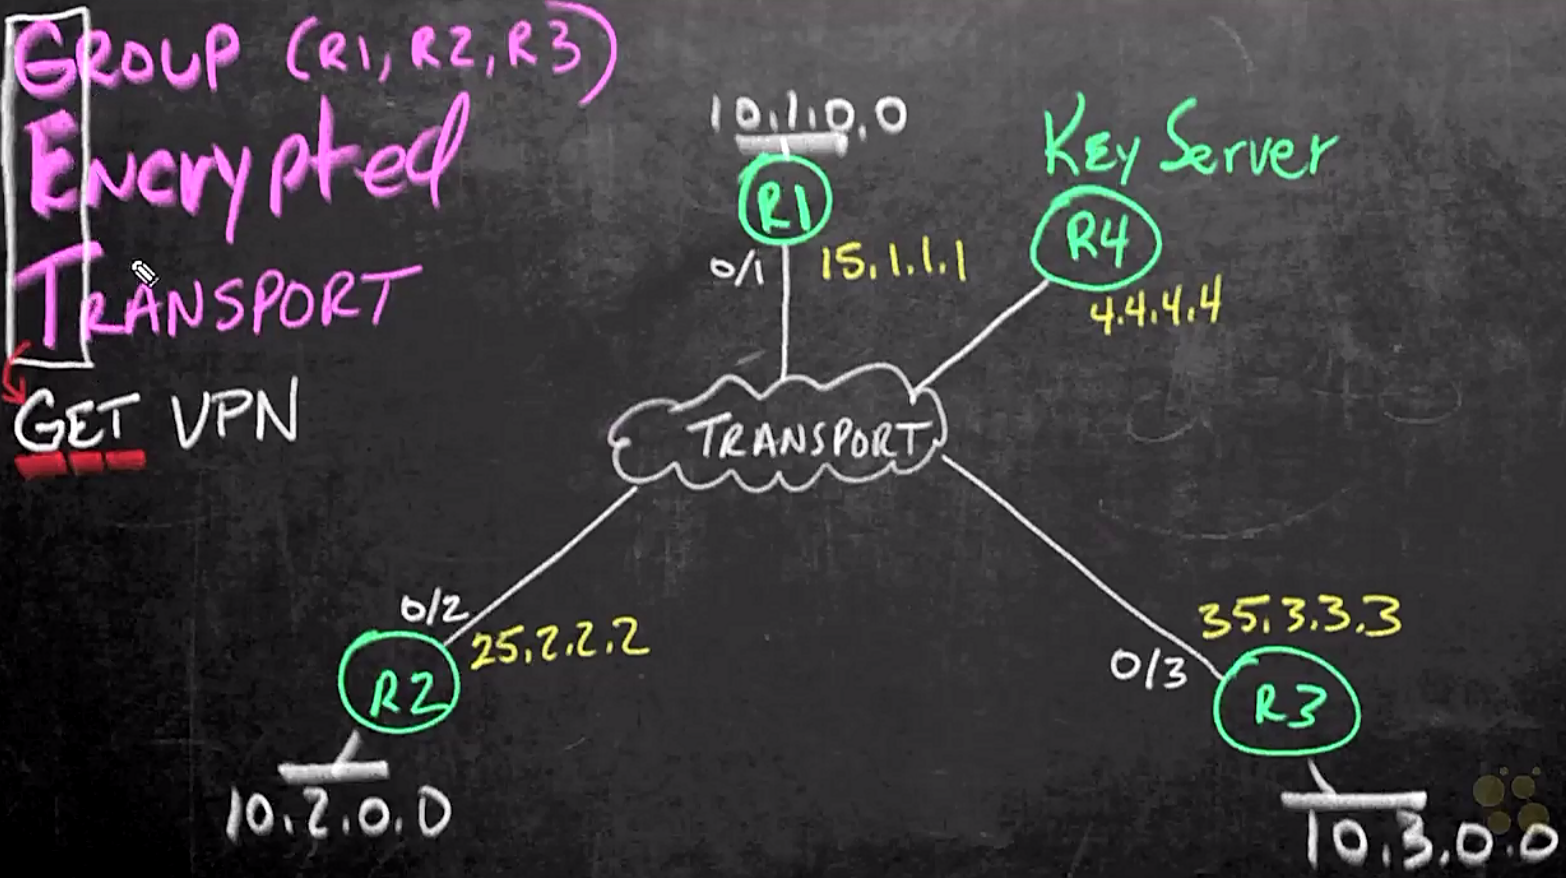 GROUP (R1, R2, R3)
ENcrypted
TRANSPORT
GET VPN
10.1.0.0
R1
0/1
15.1.1.1
Key Server
R4
4.4.4.4
TRANSPORT
0/2
25.2.2.2
R2
10.2.0.0
35.3.3.3
0/3
R3
10.3.0.0